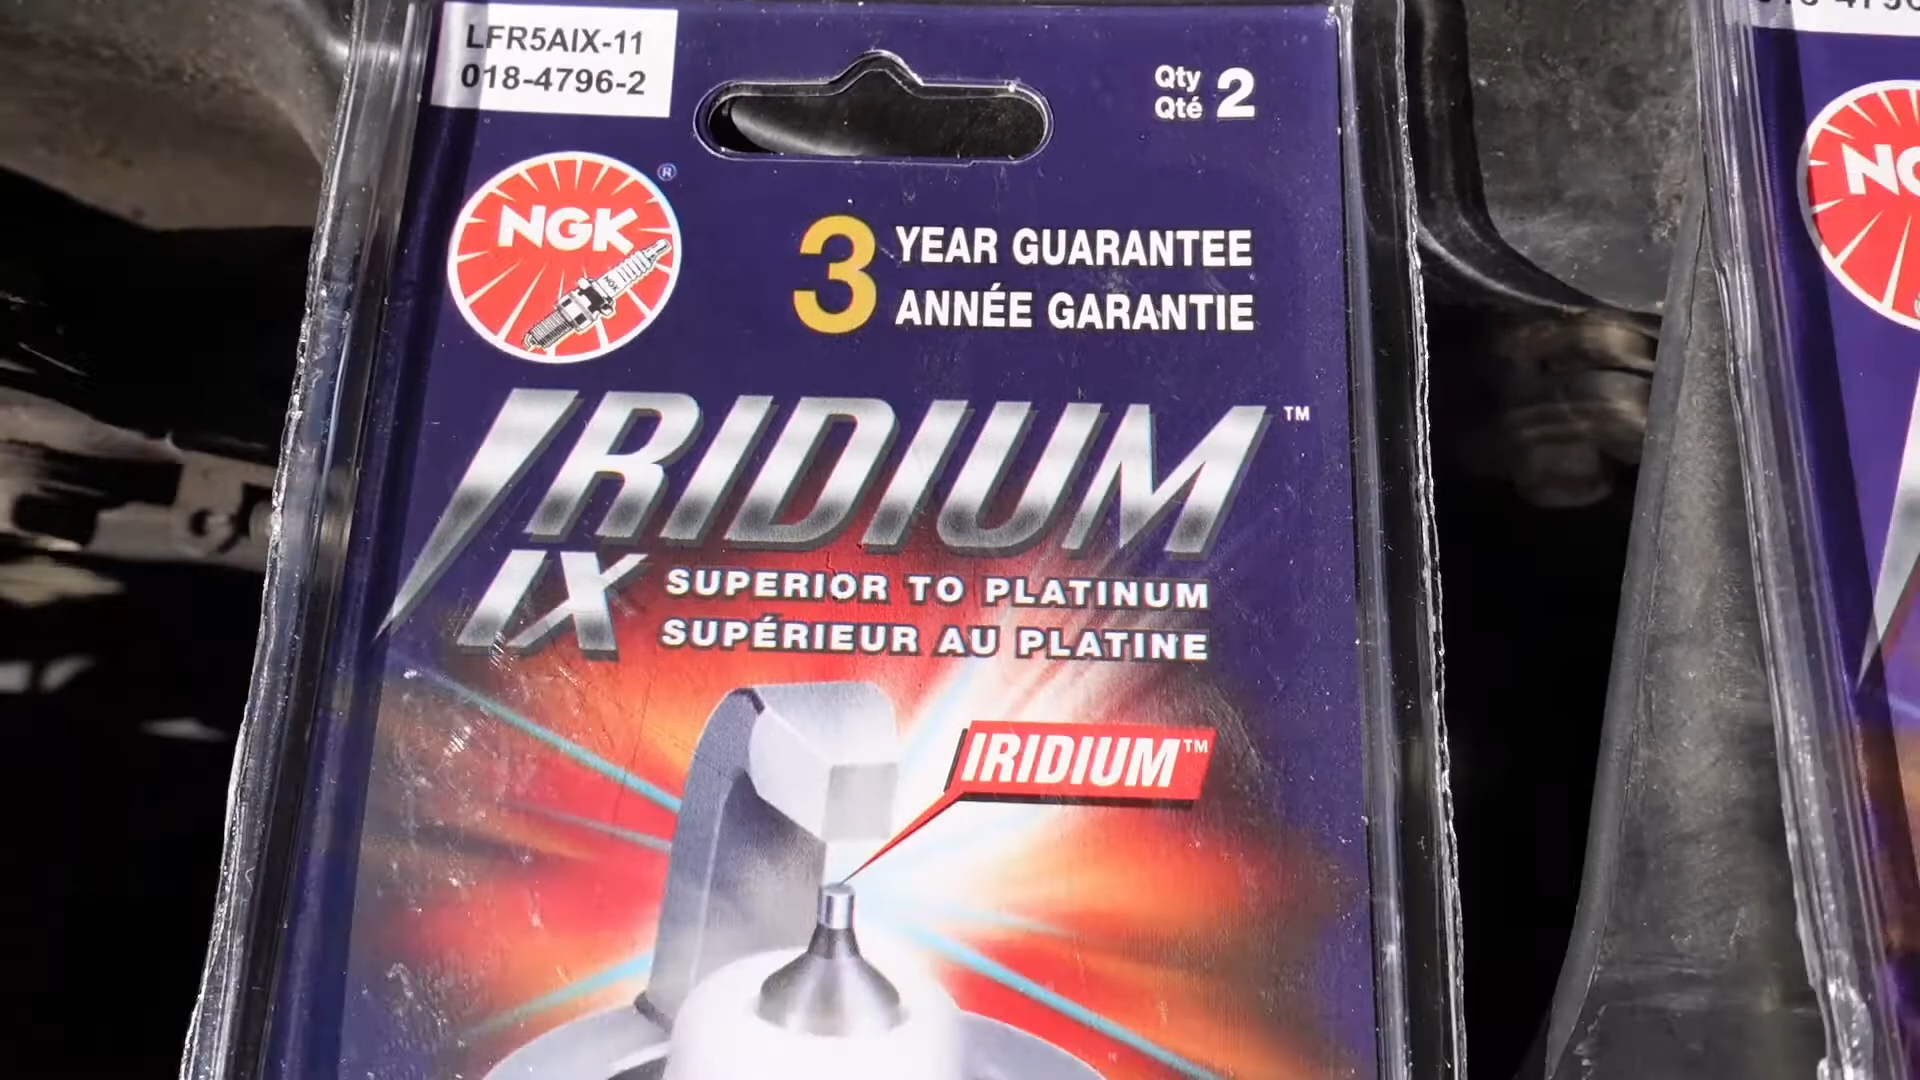 LFR5AIX-11
018-4796-2
Qty
Qté 2
NGK
®
3 YEAR GUARANTEE
ANNÉE GARANTIE
IRIDIUM™
IX
SUPERIOR TO PLATINUM
SUPÉRIEUR AU PLATINE
IRIDIUM™